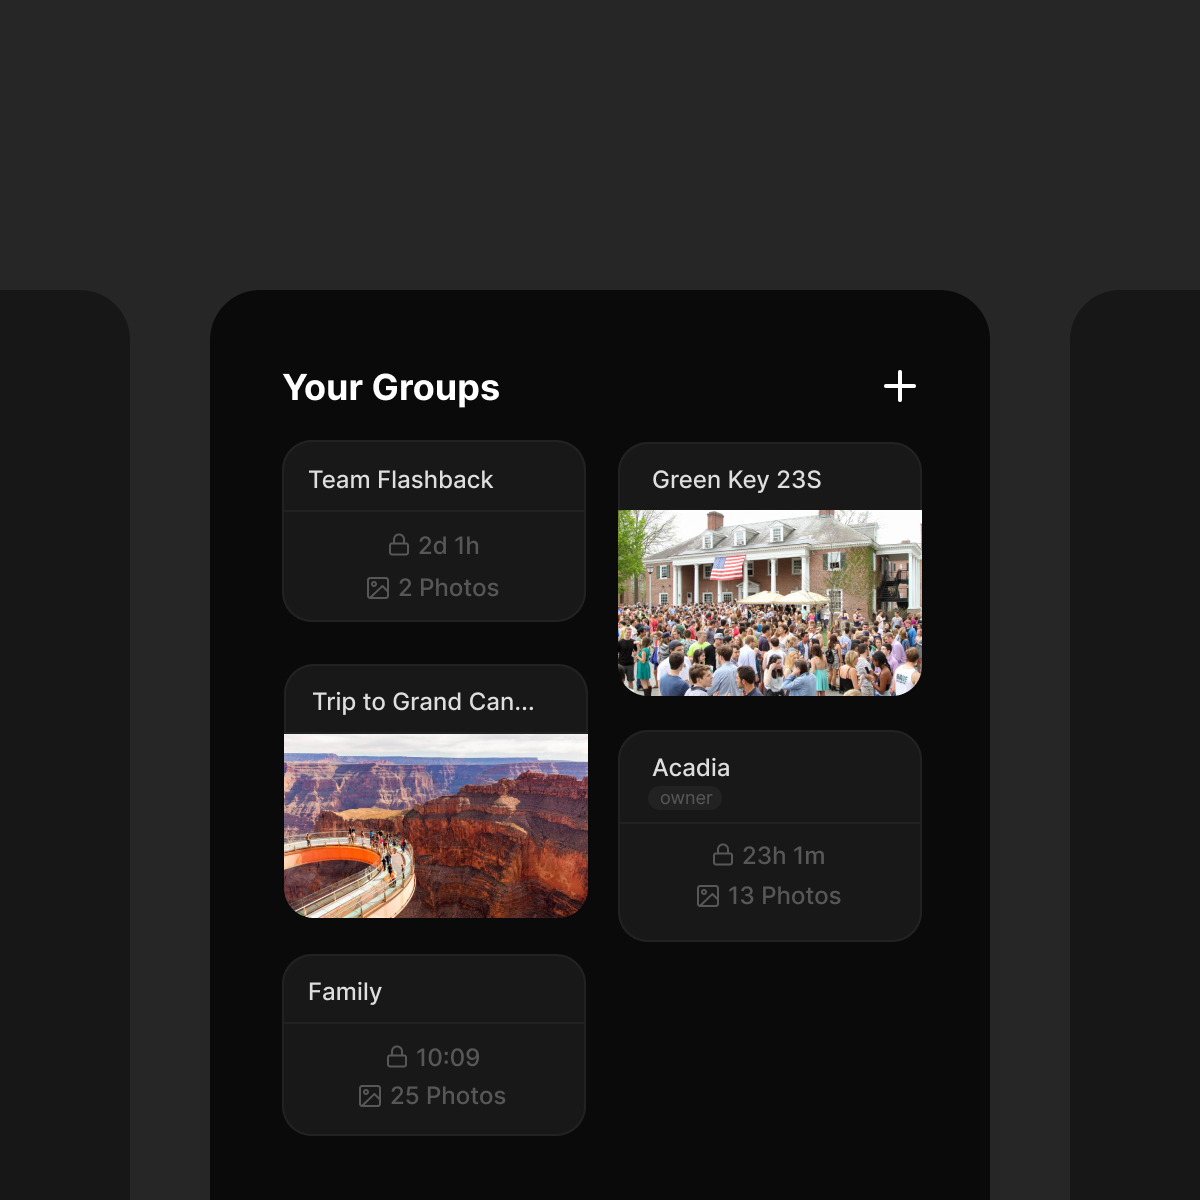 Your Groups
Team Flashback
2d 1h
2 Photos
Green Key 23S
Trip to Grand Can...
Acadia
owner
23h 1m
13 Photos
Family
10:09
25 Photos